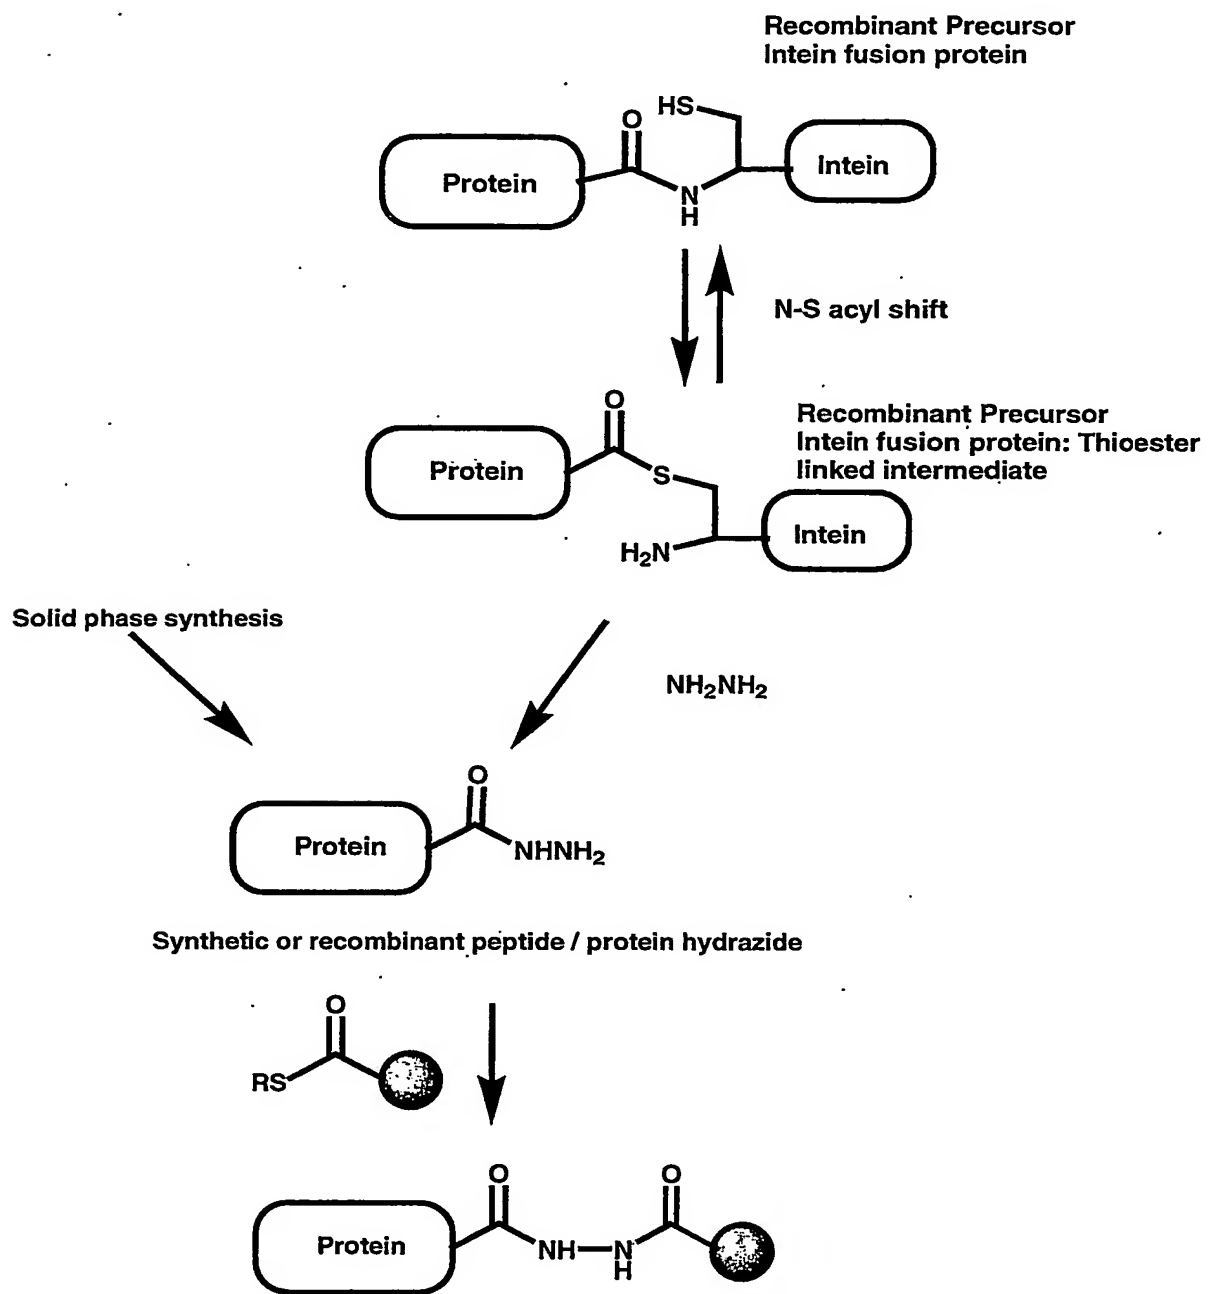 Recombinant Precursor
Intein fusion protein
HS
O
Protein
N
H
Intein
N-S acyl shift
O
Recombinant Precursor
Intein fusion protein: Thioester
linked intermediate
Protein
S
H₂N
Intein
Solid phase synthesis
NH₂NH₂
O
Protein
NHNH₂
Synthetic or recombinant peptide / protein hydrazide
O
RS
O
O
Protein
NH
N
H